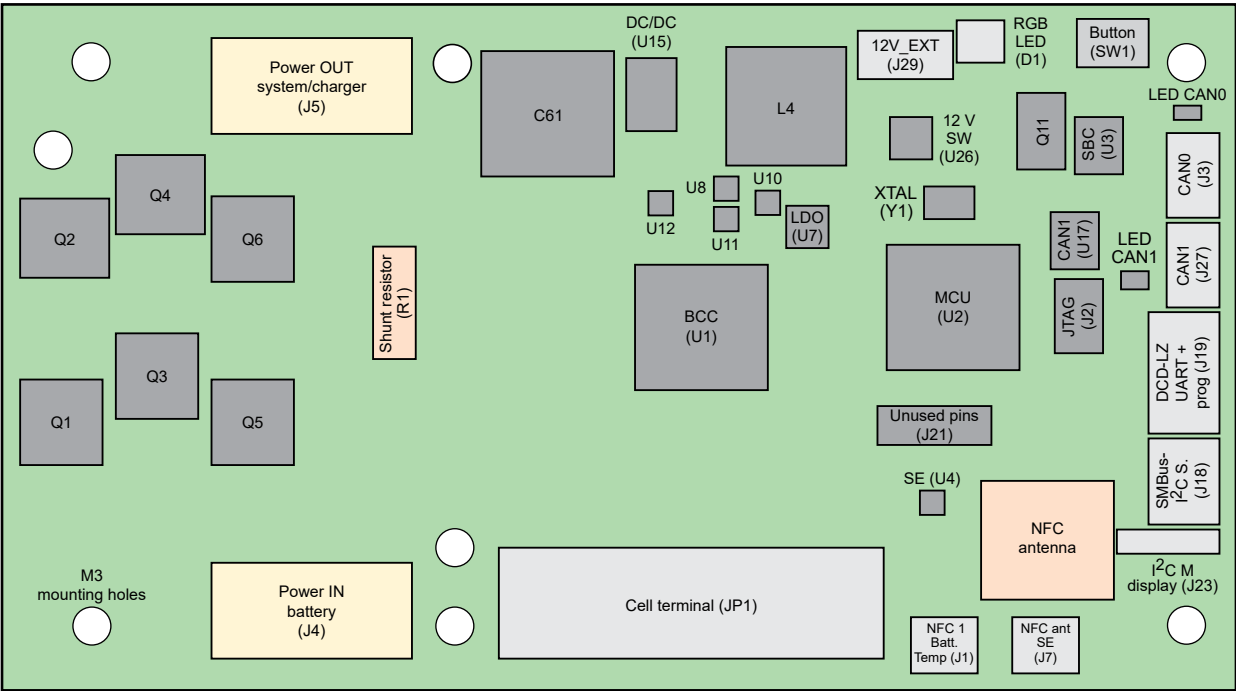 Power OUT
system/charger
(J5)
C61
DC/DC
(U15)
L4
12V_EXT
(J29)
RGB
LED
(D1)
Button
(SW1)
LED CAN0
12 V
SW
(U26)
Q11
SBC
(U3)
CAN0
(J3)
Q2
Q4
Q6
U12
U8
U11
U10
LDO
(U7)
XTAL
(Y1)
CAN1
(U17)
LED
CAN1
CAN1
(J27)
Shunt resistor
(R1)
BCC
(U1)
MCU
(U2)
JTAG
(J2)
DCD-LZ
UART +
prog (J19)
Q1
Q3
Q5
Unused pins
(J21)
SE (U4)
SMBus-
I2C S.
(J18)
NFC
antenna
I2C M
display (J23)
M3
mounting holes
Power IN
battery
(J4)
Cell terminal (JP1)
NFC 1
Batt.
Temp (J1)
NFC ant
SE
(J7)